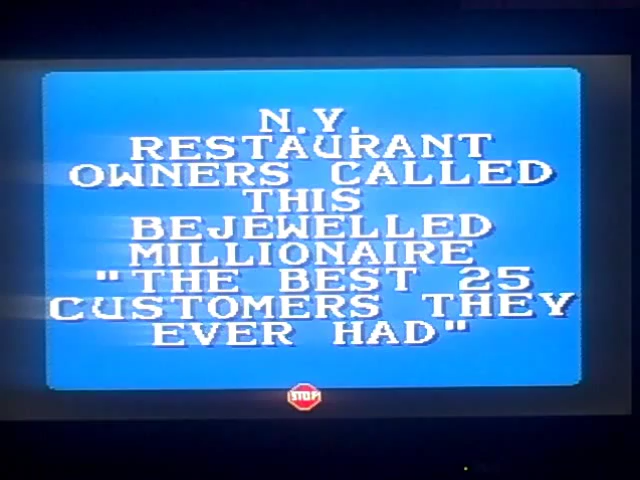 N.Y.
RESTAURANT
OWNERS CALLED
THIS
BEJEWELLED
MILLIONAIRE
"THE BEST 25
CUSTOMERS THEY
EVER HAD"
STOP